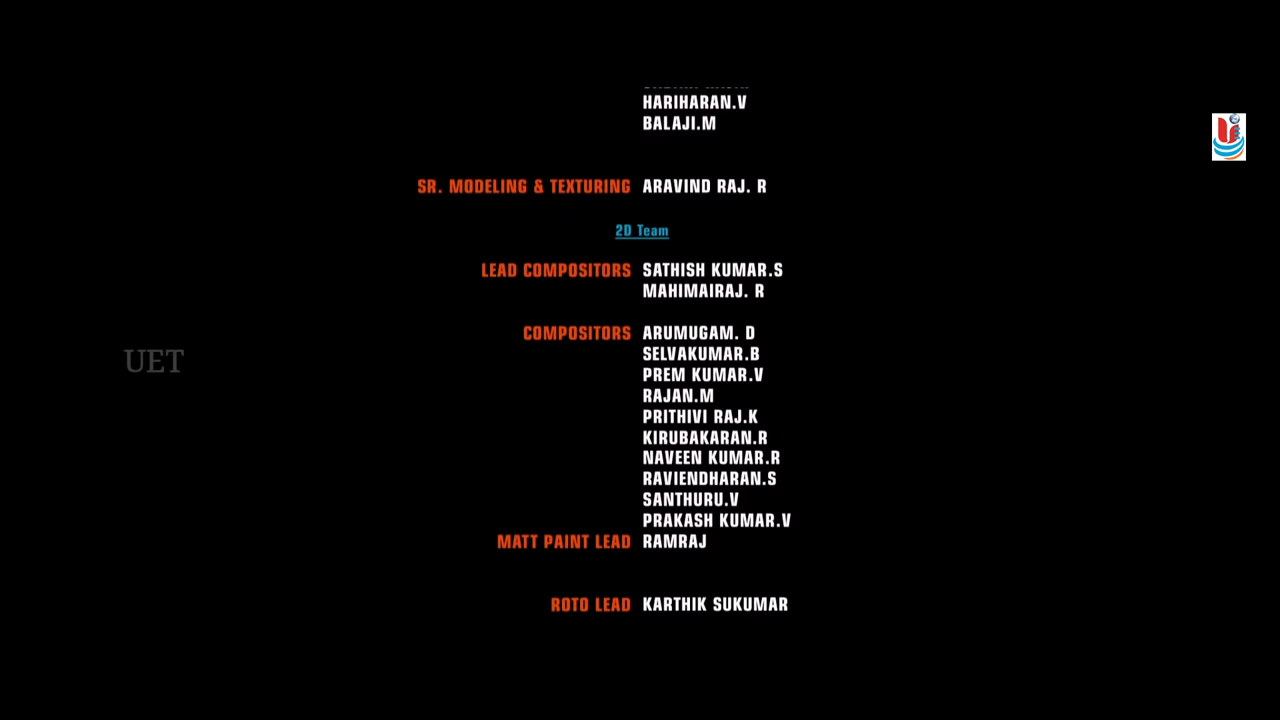 HARIHARAN.V
BALAJI.M
SR. MODELING & TEXTURING ARAVIND RAJ. R
2D Team
LEAD COMPOSITORS SATHISH KUMAR.S
MAHIMAIRAJ. R
COMPOSITORS ARUMUGAM. D
SELVAKUMAR.B
UET
PREM KUMAR.V
RAJAN.M
PRITHIVI RAJ.K
KIRUBAKARAN.R
NAVEEN KUMAR.R
RAVIENDHARAN.S
SANTHURU.V
PRAKASH KUMAR.V
MATT PAINT LEAD RAMRAJ
ROTO LEAD KARTHIK SUKUMAR